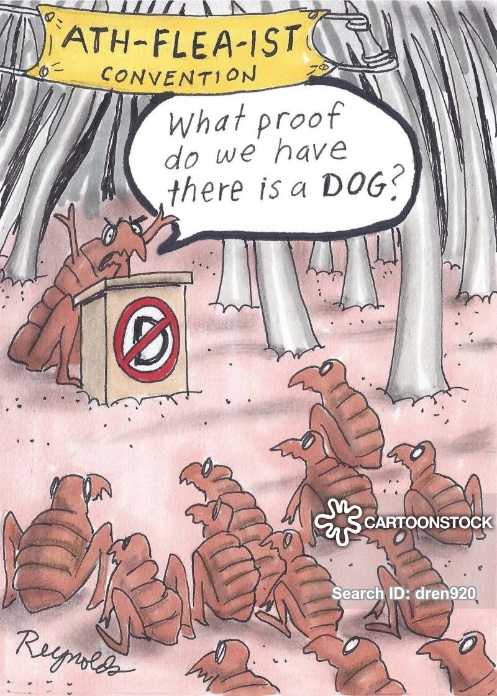 ATH-FLEA-IST
CONVENTION
What proof
do we have
there is a DOG?
D
CARTOONSTOCK
Search ID: dren920
Reynolds